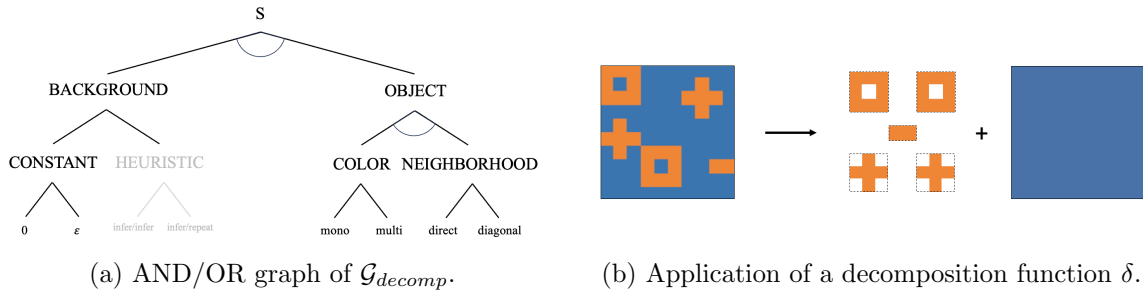 S
BACKGROUND
OBJECT
CONSTANT HEURISTIC
COLOR NEIGHBORHOOD
0 ε infer/infer infer/repeat
mono multi direct diagonal
+
(a) AND/OR graph of 𝒢decomp.
(b) Application of a decomposition function δ.